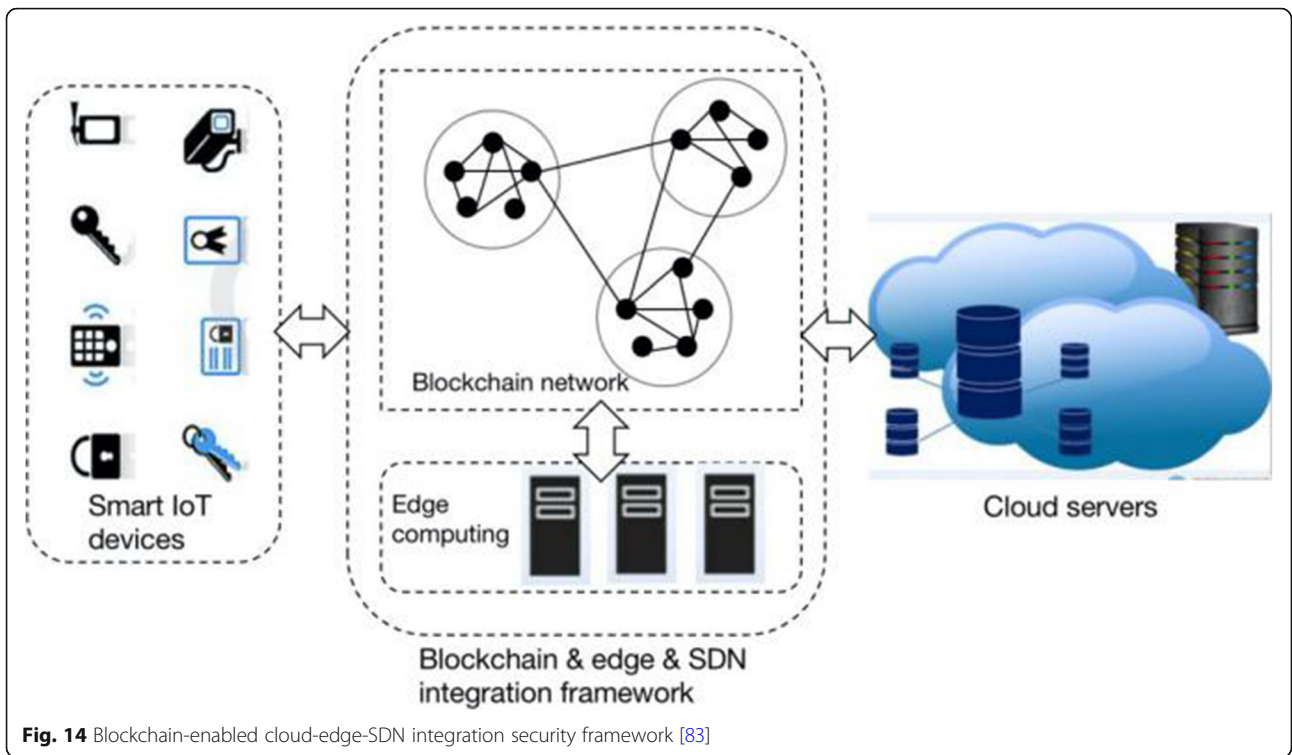 Smart IoT
devices
Blockchain network
Edge
computing
Blockchain & edge & SDN
integration framework
Cloud servers
Fig. 14 Blockchain-enabled cloud-edge-SDN integration security framework [83]